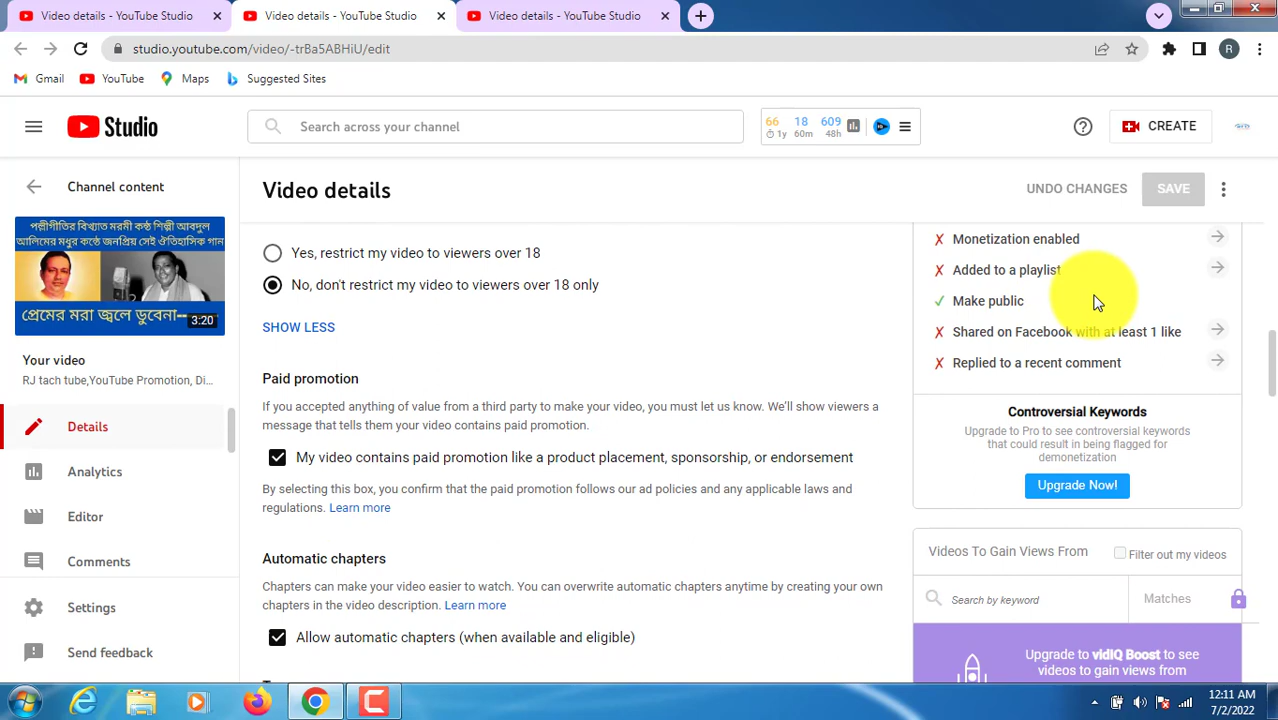 Video details - YouTube Studio
Video details - YouTube Studio
Video details - YouTube Studio
studio.youtube.com/video/-trBa5ABHiU/edit
R
Gmail
YouTube
Maps
Suggested Sites
Studio
Search across your channel
66 18 609
1y 60m 48h
CREATE
Channel content
Video details
UNDO CHANGES
SAVE
পল্লীগীতির বিখ্যাত মরমী কন্ঠ শিল্পী আবদুল
আলিমের মধুর কন্ঠে জনপ্রিয় সেই ঐতিহাসিক গান
প্রেমের মরা জ্বলে ডুবেনা--
3:20
Your video
RJ tach tube,YouTube Promotion, Di...
Details
Analytics
Editor
Comments
Settings
Send feedback
Yes, restrict my video to viewers over 18
No, don't restrict my video to viewers over 18 only
SHOW LESS
Paid promotion
If you accepted anything of value from a third party to make your video, you must let us know. We'll show viewers a
message that tells them your video contains paid promotion.
My video contains paid promotion like a product placement, sponsorship, or endorsement
By selecting this box, you confirm that the paid promotion follows our ad policies and any applicable laws and
regulations. Learn more
Automatic chapters
Chapters can make your video easier to watch. You can overwrite automatic chapters anytime by creating your own
chapters in the video description. Learn more
Allow automatic chapters (when available and eligible)
Monetization enabled
Added to a playlist
Make public
Shared on Facebook with at least 1 like
Replied to a recent comment
Controversial Keywords
Upgrade to Pro to see controversial keywords
that could result in being flagged for
demonetization
Upgrade Now!
Videos To Gain Views From
Filter out my videos
Search by keyword
Matches
Upgrade to vidIQ Boost to see
videos to gain views from
12:11 AM
7/2/2022